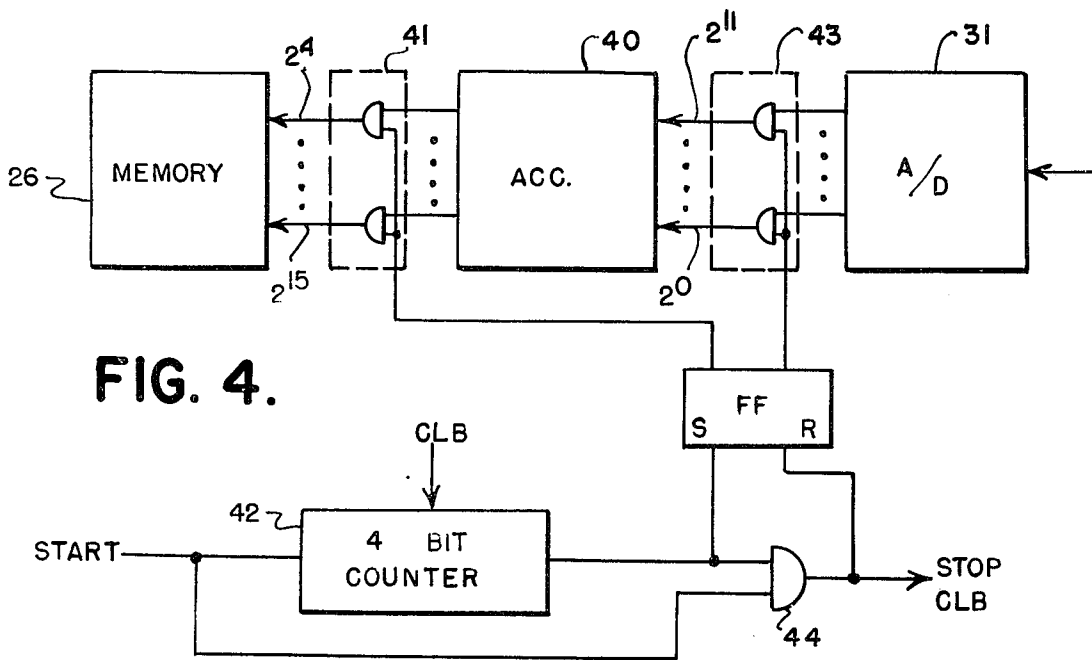 41
40
2^11
43
31
2^4
MEMORY
ACC.
A/D
26
2^15
2^0
FIG. 4.
FF
S R
CLB
42
4 BIT
COUNTER
START
STOP
CLB
44